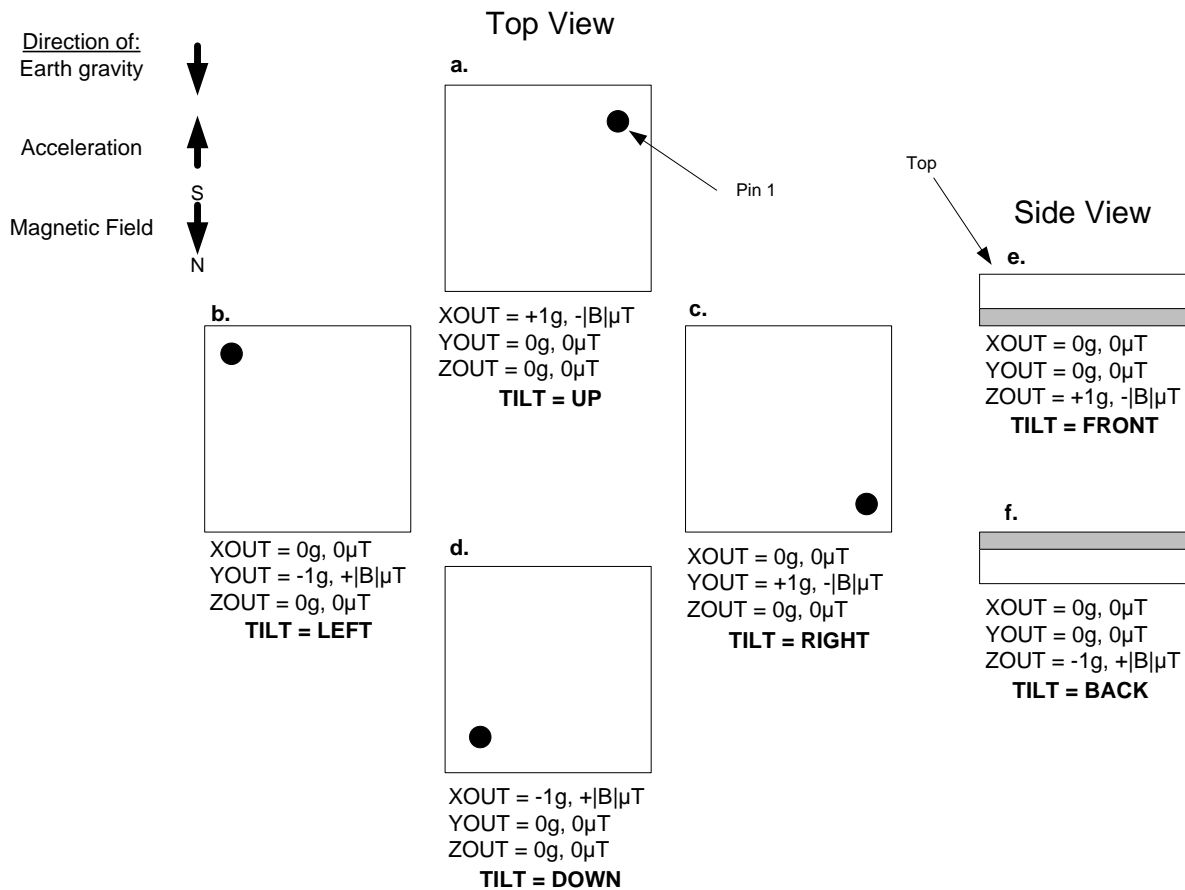 Top View
Direction of:
Earth gravity
Acceleration
S
Magnetic Field
N
a.
Pin 1
XOUT = +1g, -|B|µT
YOUT = 0g, 0µT
ZOUT = 0g, 0µT
TILT = UP
b.
XOUT = 0g, 0µT
YOUT = -1g, +|B|µT
ZOUT = 0g, 0µT
TILT = LEFT
c.
XOUT = 0g, 0µT
YOUT = +1g, -|B|µT
ZOUT = 0g, 0µT
TILT = RIGHT
d.
XOUT = -1g, +|B|µT
YOUT = 0g, 0µT
ZOUT = 0g, 0µT
TILT = DOWN
Top
Side View
e.
XOUT = 0g, 0µT
YOUT = 0g, 0µT
ZOUT = +1g, -|B|µT
TILT = FRONT
f.
XOUT = 0g, 0µT
YOUT = 0g, 0µT
ZOUT = -1g, +|B|µT
TILT = BACK